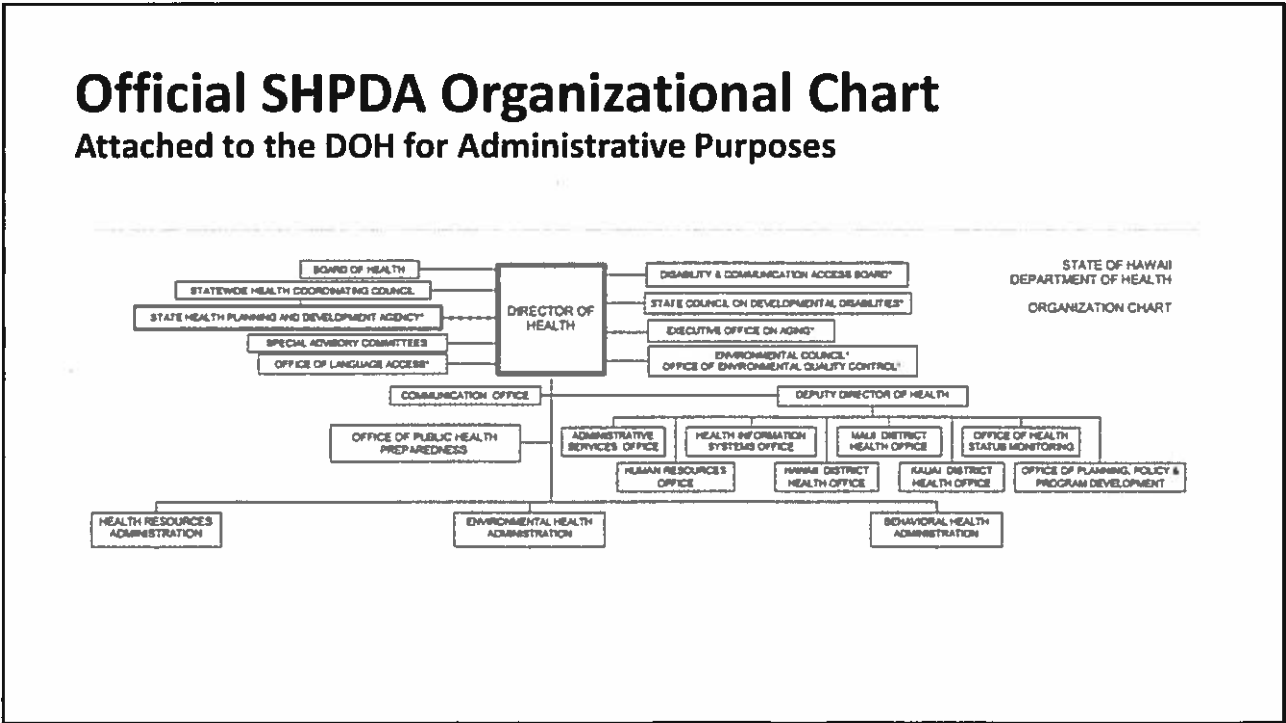 Official SHPDA Organizational Chart
Attached to the DOH for Administrative Purposes
STATE OF HAWAII
DEPARTMENT OF HEALTH
ORGANIZATION CHART
BOARD OF HEALTH
STATEWIDE HEALTH COORDINATING COUNCIL
STATE HEALTH PLANNING AND DEVELOPMENT AGENCY*
SPECIAL ADVISORY COMMITTEES
OFFICE OF LANGUAGE ACCESS*
DIRECTOR OF
HEALTH
DISABILITY & COMMUNICATION ACCESS BOARD*
STATE COUNCIL ON DEVELOPMENTAL DISABILITIES*
EXECUTIVE OFFICE ON AGING*
ENVIRONMENTAL COUNCIL*
OFFICE OF ENVIRONMENTAL QUALITY CONTROL*
COMMUNICATION OFFICE
DEPUTY DIRECTOR OF HEALTH
OFFICE OF PUBLIC HEALTH
PREPAREDNESS
ADMINISTRATIVE
SERVICES OFFICE
HEALTH INFORMATION
SYSTEMS OFFICE
MAUI DISTRICT
HEALTH OFFICE
OFFICE OF HEALTH
STATUS MONITORING
HUMAN RESOURCES
OFFICE
HAWAII DISTRICT
HEALTH OFFICE
KAUAI DISTRICT
HEALTH OFFICE
OFFICE OF PLANNING, POLICY &
PROGRAM DEVELOPMENT
HEALTH RESOURCES
ADMINISTRATION
ENVIRONMENTAL HEALTH
ADMINISTRATION
BEHAVIORAL HEALTH
ADMINISTRATION